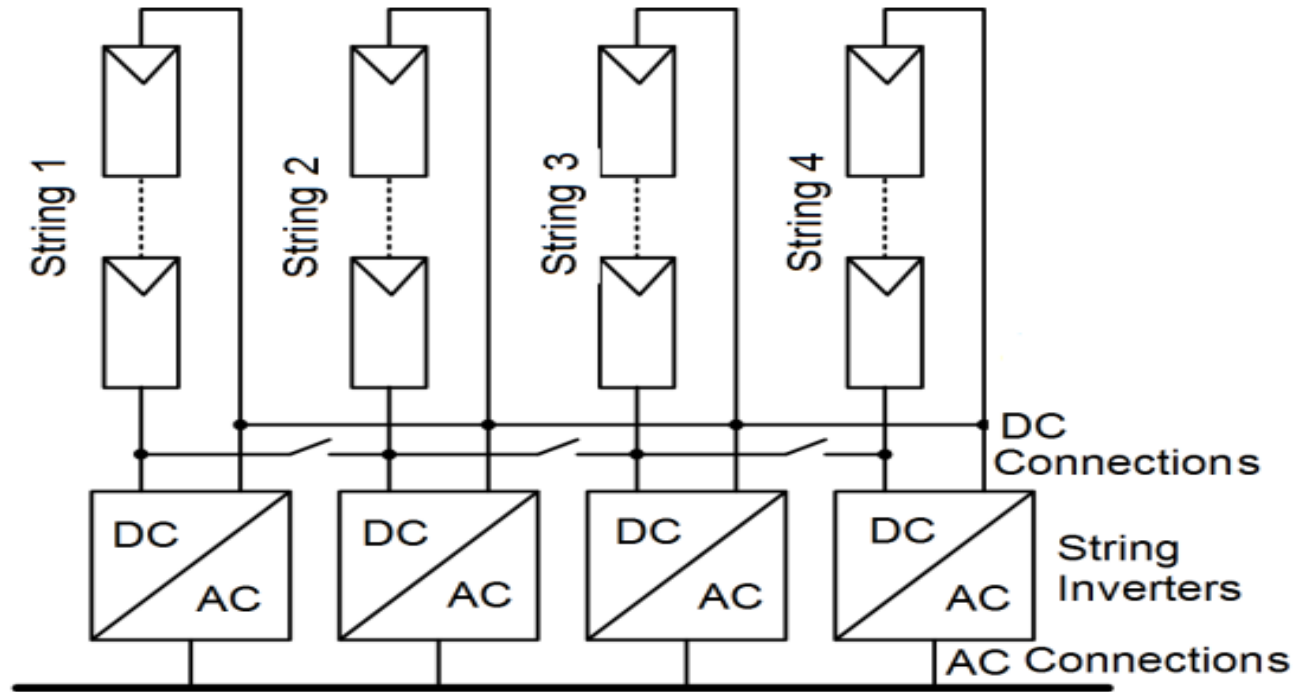 String 1
String 2
String 3
String 4
DC
Connections
DC
AC
DC
AC
DC
AC
DC
AC
String
Inverters
AC Connections